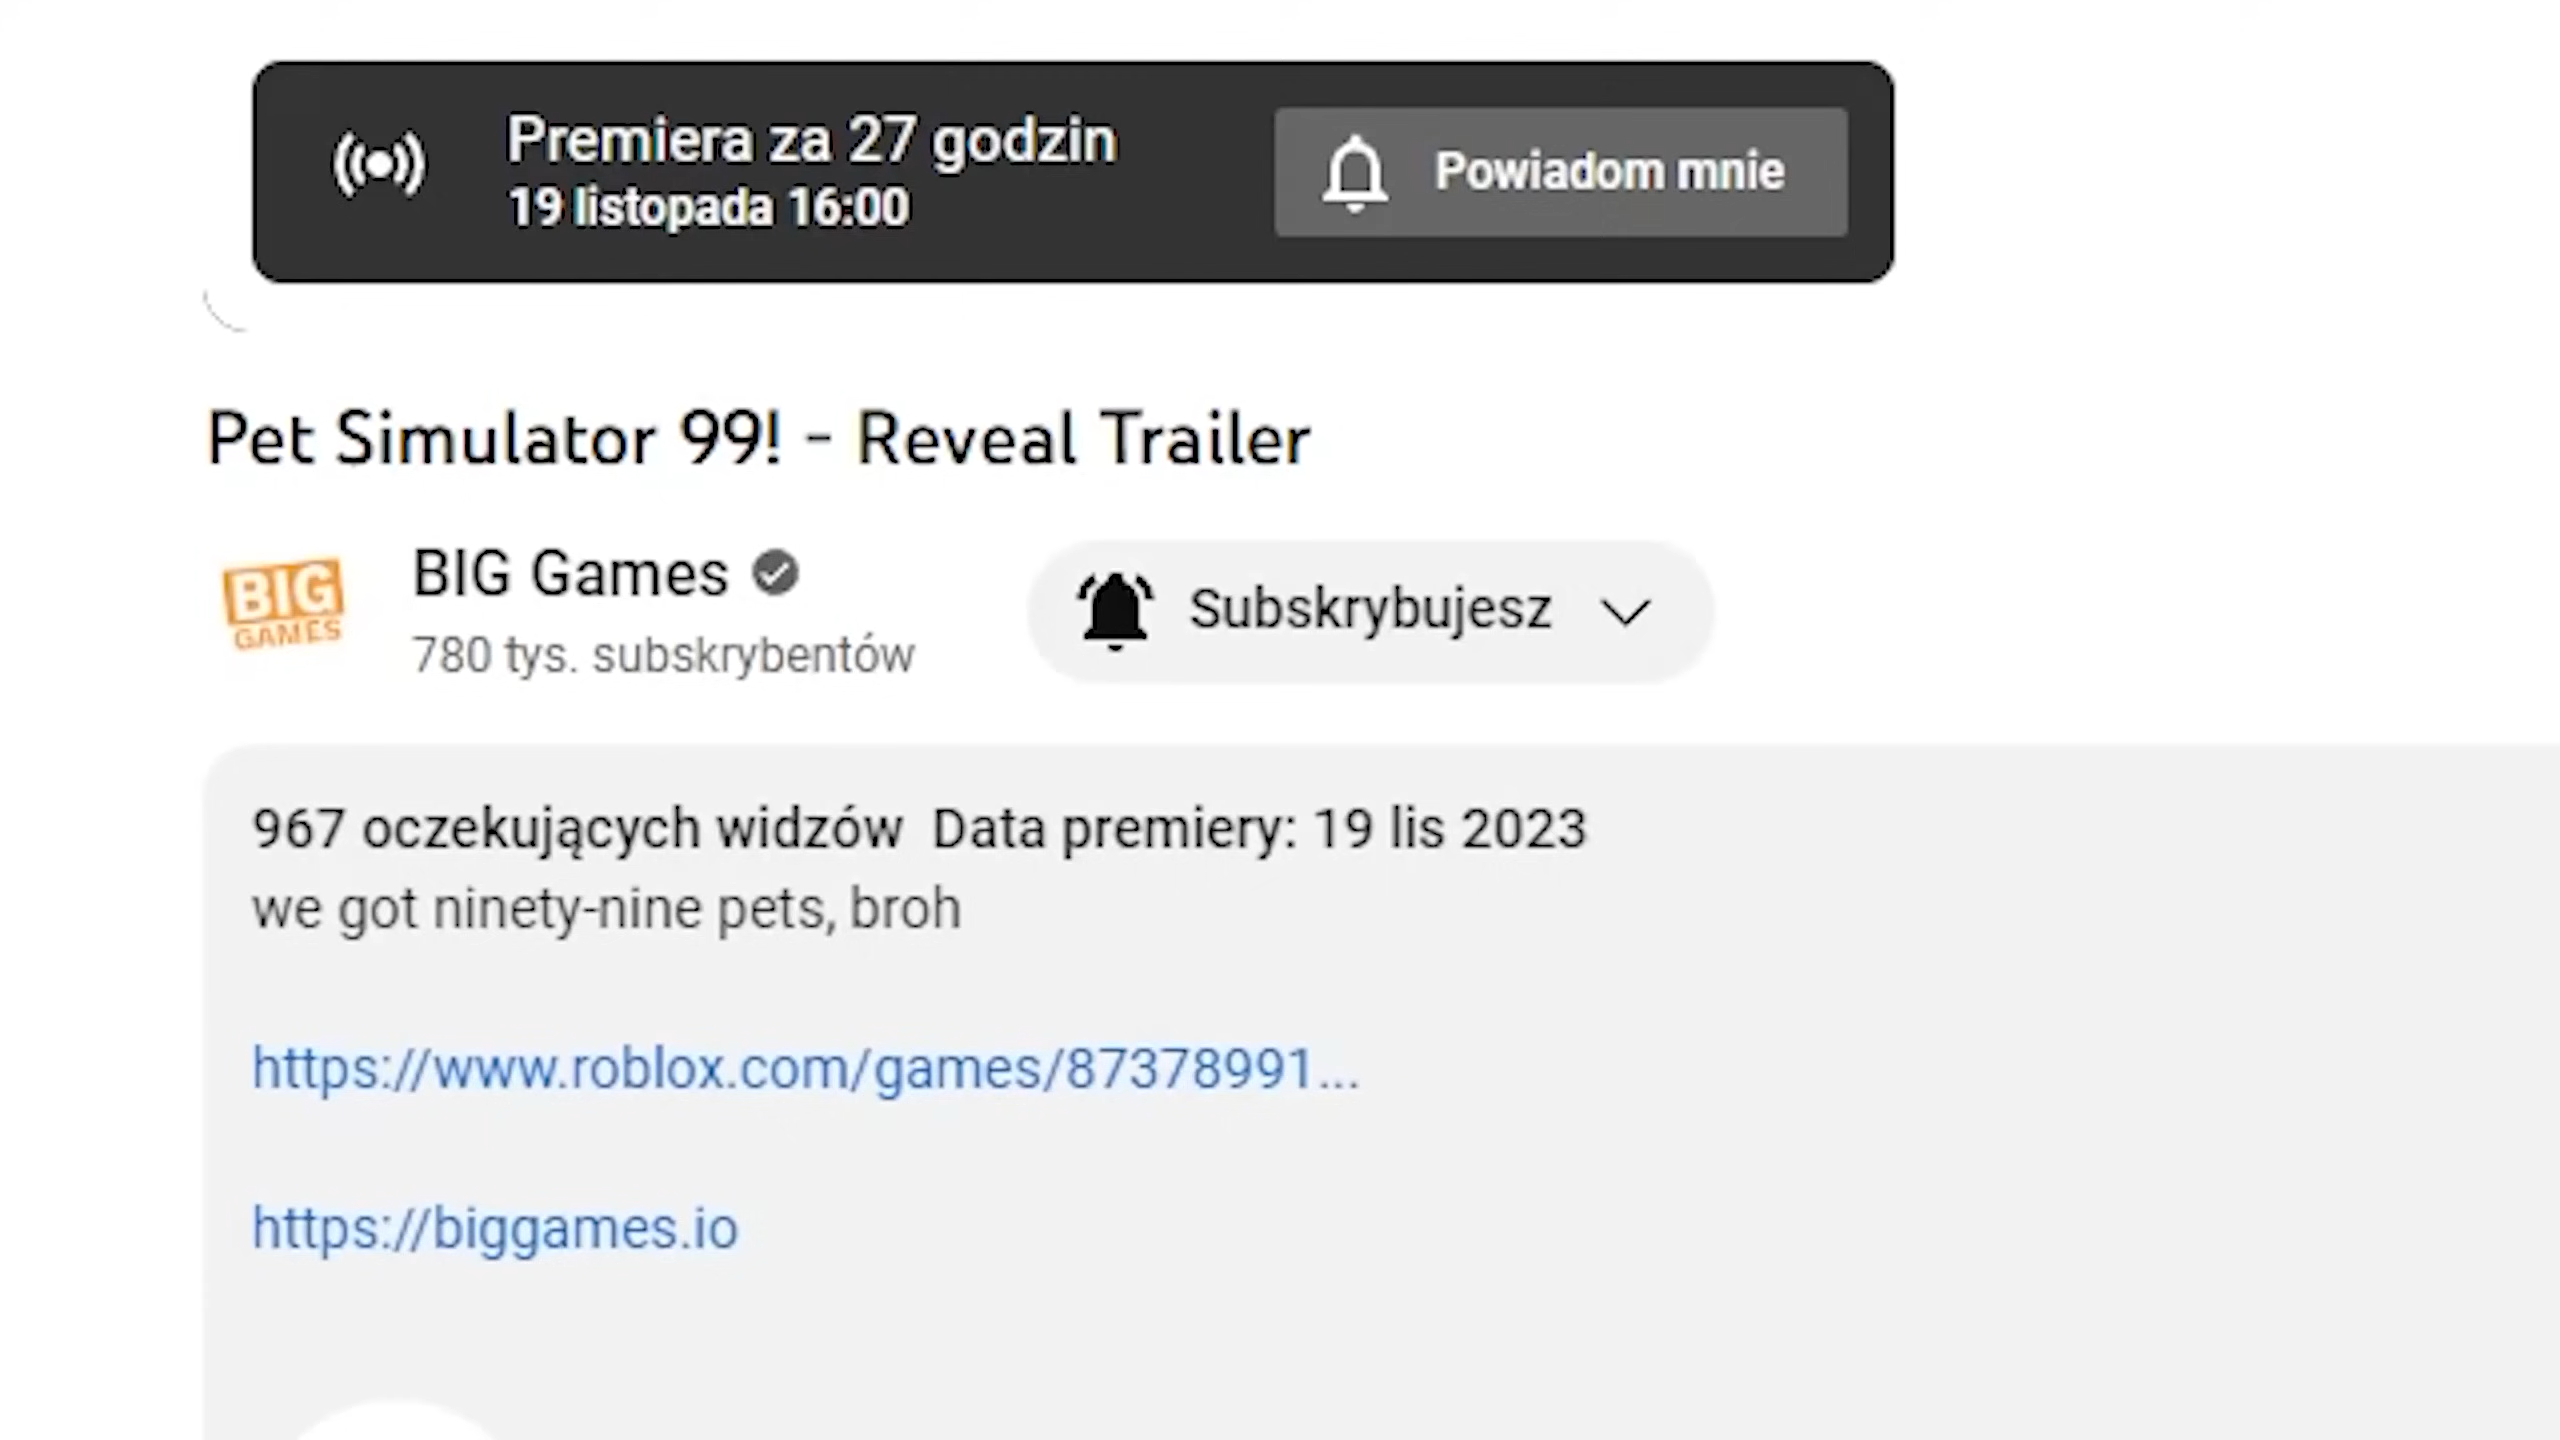 Premiera za 27 godzin
19 listopada 16:00
Powiadom mnie
Pet Simulator 99! - Reveal Trailer
BIG
GAMES
BIG Games
780 tys. subskrybentów
Subskrybujesz
967 oczekujących widzów Data premiery: 19 lis 2023
we got ninety-nine pets, broh
https://www.roblox.com/games/87378991...
https://biggames.io